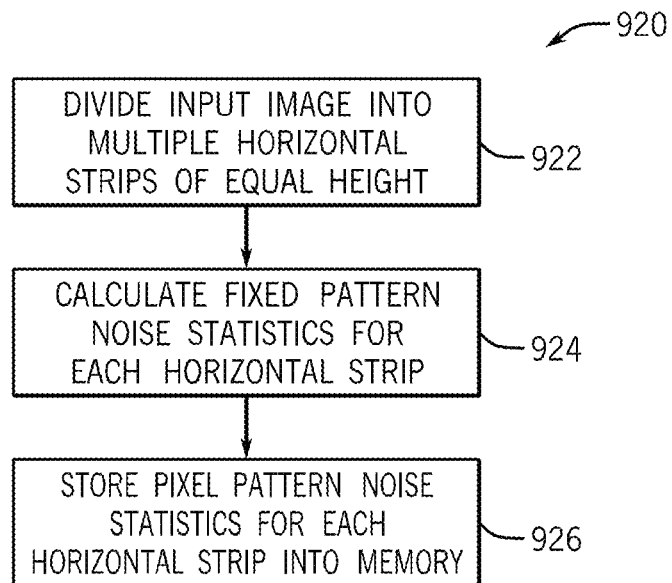 920
DIVIDE INPUT IMAGE INTO
MULTIPLE HORIZONTAL
STRIPS OF EQUAL HEIGHT
922
CALCULATE FIXED PATTERN
NOISE STATISTICS FOR
EACH HORIZONTAL STRIP
924
STORE PIXEL PATTERN NOISE
STATISTICS FOR EACH
HORIZONTAL STRIP INTO MEMORY
926